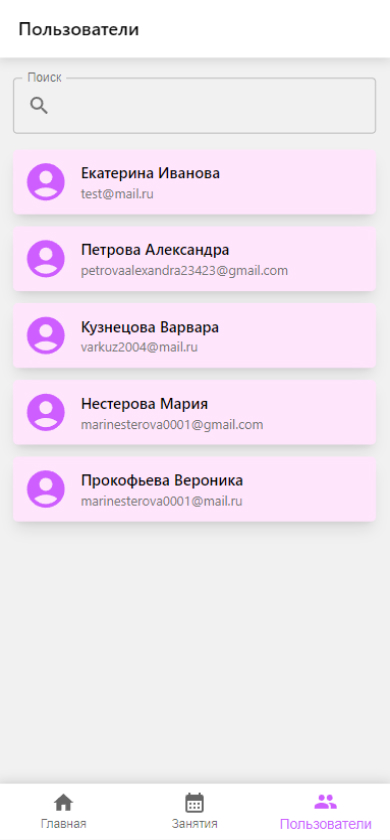 Пользователи
Поиск
Екатерина Иванова
test@mail.ru
Петрова Александра
petrovaalexandra23423@gmail.com
Кузнецова Варвара
varkuz2004@mail.ru
Нестерова Мария
marinesterova0001@gmail.com
Прокофьева Вероника
marinesterova0001@mail.ru
Главная
Занятия
Пользователи